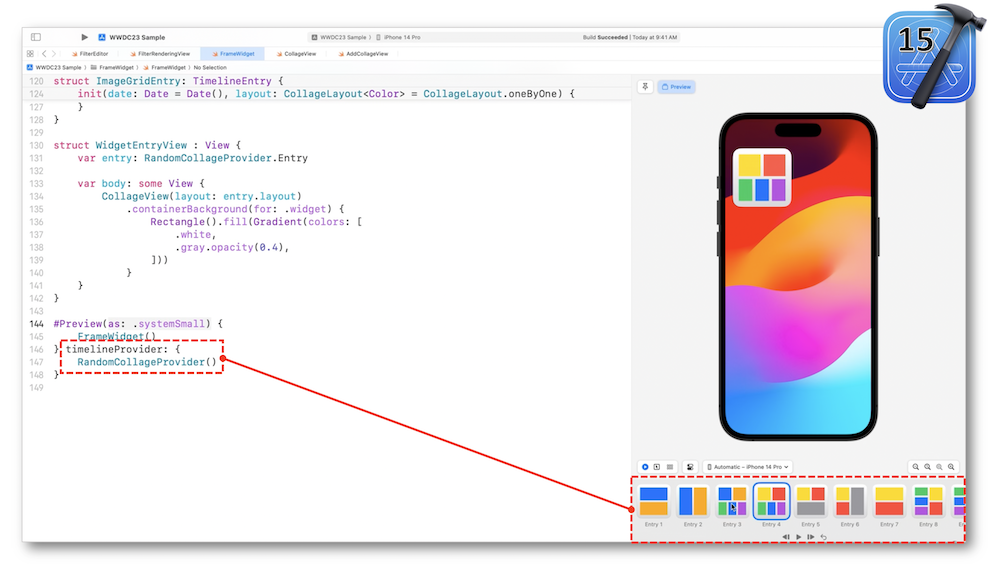 15
WWDC23 Sample
WWDC23 Sample 〉 iPhone 14 Pro
Build Succeeded | Today at 9:41 AM
FilterEditor
FilterRenderingView
FrameWidget
CollageView
AddCollageView
WWDC23 Sample 〉 FrameWidget 〉 FrameWidget 〉 No Selection
120 struct ImageGridEntry: TimelineEntry {
124 init(date: Date = Date(), layout: CollageLayout<Color> = CollageLayout.oneByOne) {
127 }
128 }
129
130 struct WidgetEntryView : View {
131 var entry: RandomCollageProvider.Entry
132
133 var body: some View {
134 CollageView(layout: entry.layout)
135 .containerBackground(for: .widget) {
136 Rectangle().fill(Gradient(colors: [
137 .white,
138 .gray.opacity(0.4),
139 ]))
140 }
141 }
142 }
143
144 #Preview(as: .systemSmall) {
145 FrameWidget()
146 } timelineProvider: {
147 RandomCollageProvider()
148 }
149
Preview
Automatic – iPhone 14 Pro
Entry 1
Entry 2
Entry 3
Entry 4
Entry 5
Entry 6
Entry 7
Entry 8